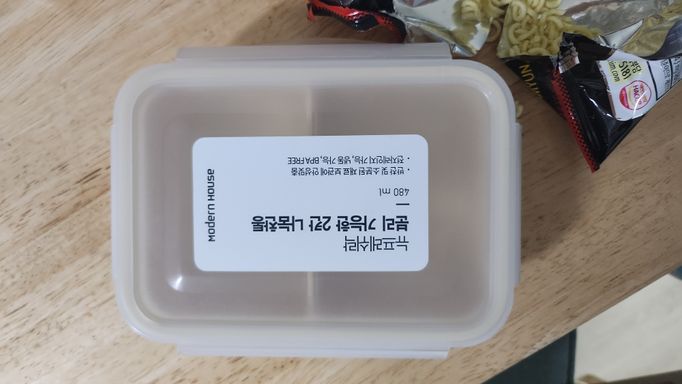 뉴프레쉬락
분리 가능한 2칸 나눔찬통
480 ml
• 반찬 및 소분된 재료 보관에 안성맞춤
• 전자레인지 가능, 냉동 가능, BPA FREE
MODERN HOUSE